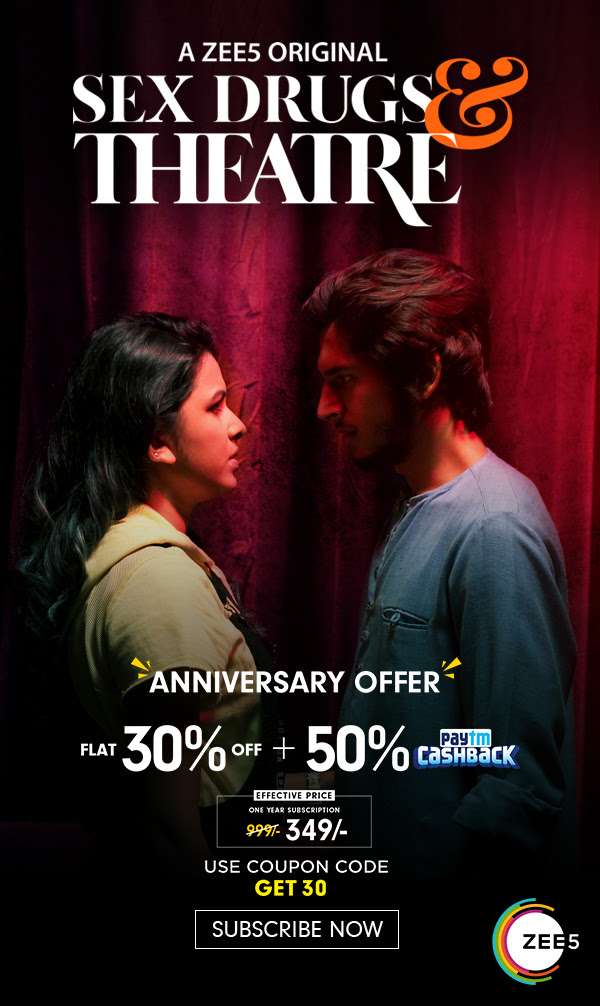 A ZEE5 ORIGINAL
SEX DRUGS &
THEATRE
ANNIVERSARY OFFER
FLAT 30% OFF + 50% paytm CASHBACK
EFFECTIVE PRICE
ONE YEAR SUBSCRIPTION
999/- 349/-
USE COUPON CODE
GET 30
SUBSCRIBE NOW
ZEE5